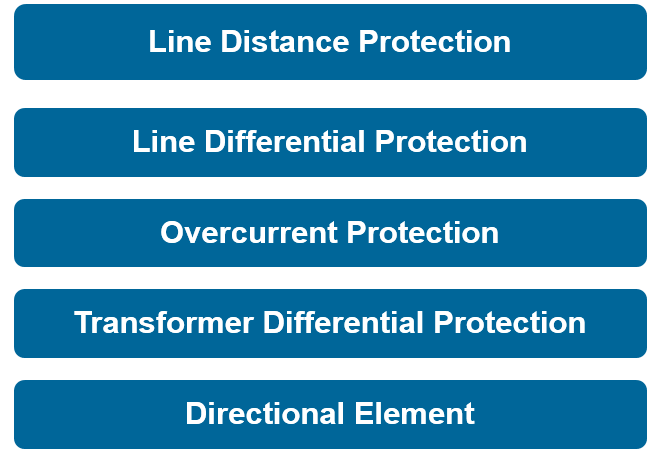 Line Distance Protection
Line Differential Protection
Overcurrent Protection
Transformer Differential Protection
Directional Element